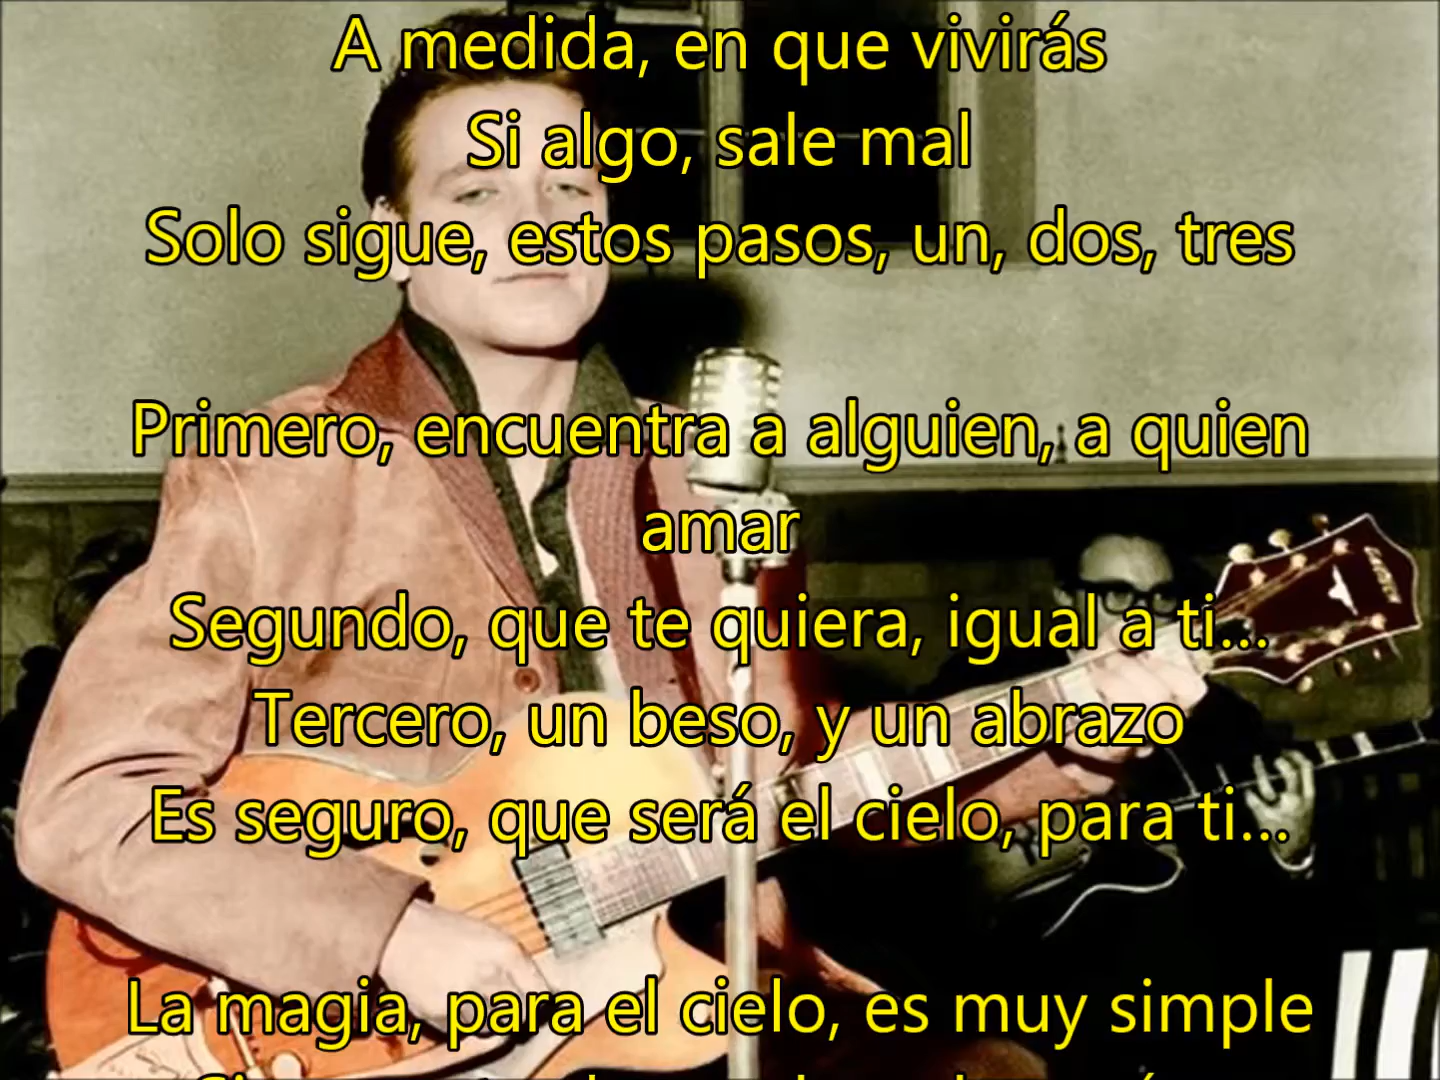 A medida, en que vivirás
Si algo, sale mal
Solo sigue, estos pasos, un, dos, tres
Primero, encuentra a alguien, a quien
amar
Segundo, que te quiera, igual a ti...
Tercero, un beso, y un abrazo
Es seguro, que será el cielo, para ti...
La magia, para el cielo, es muy simple